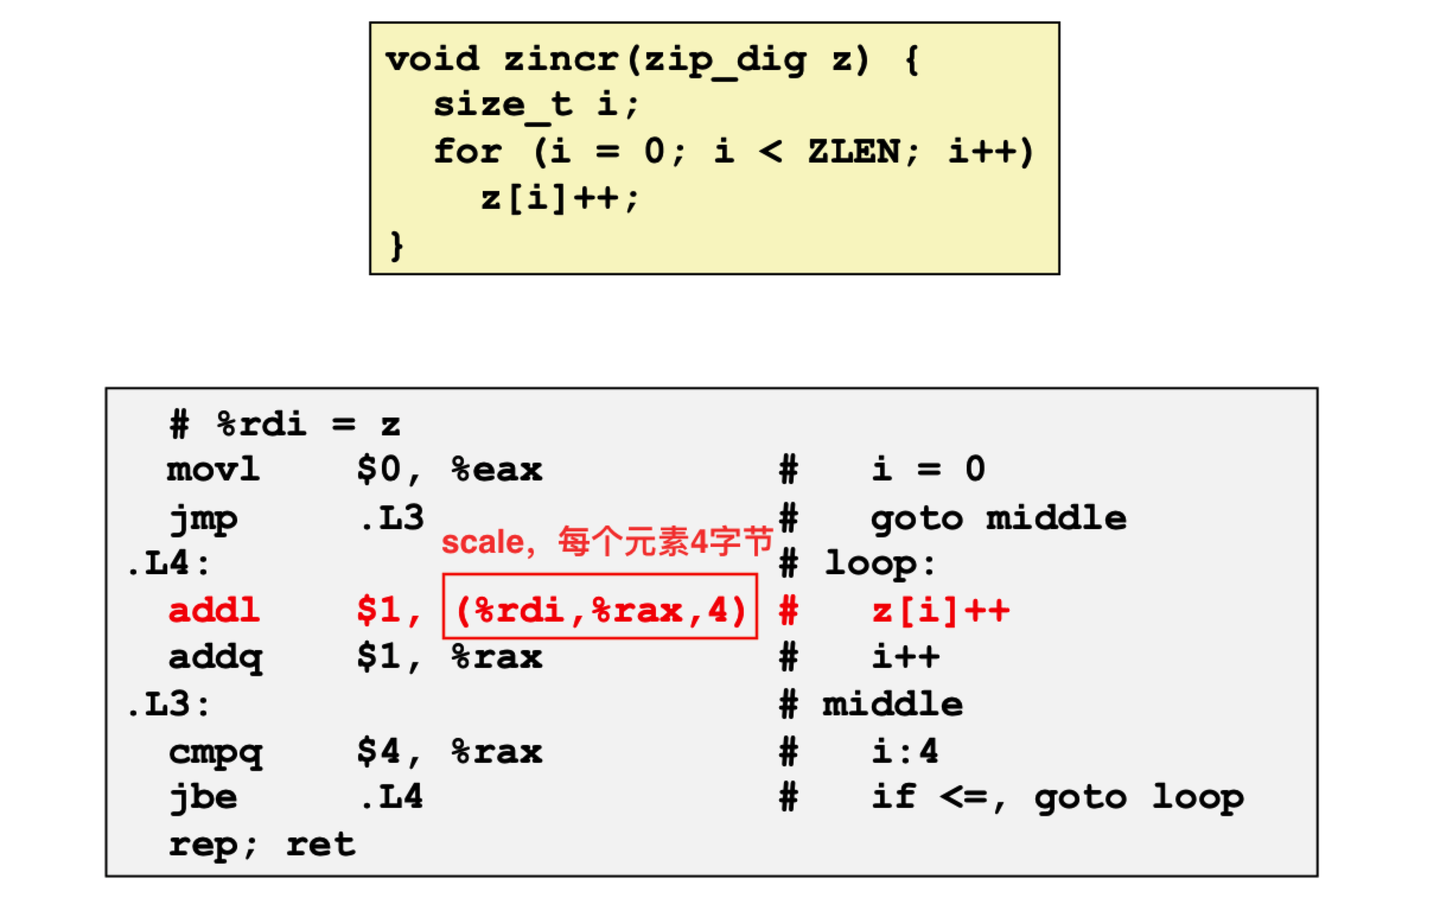 void zincr(zip_dig z) {
  size_t i;
  for (i = 0; i < ZLEN; i++)
    z[i]++;
}
# %rdi = z
movl $0, %eax # i = 0
jmp .L3 # goto middle
scale，每个元素4字节
.L4: # loop:
addl $1, (%rdi,%rax,4) # z[i]++
addq $1, %rax # i++
.L3: # middle
cmpq $4, %rax # i:4
jbe .L4 # if <=, goto loop
rep; ret